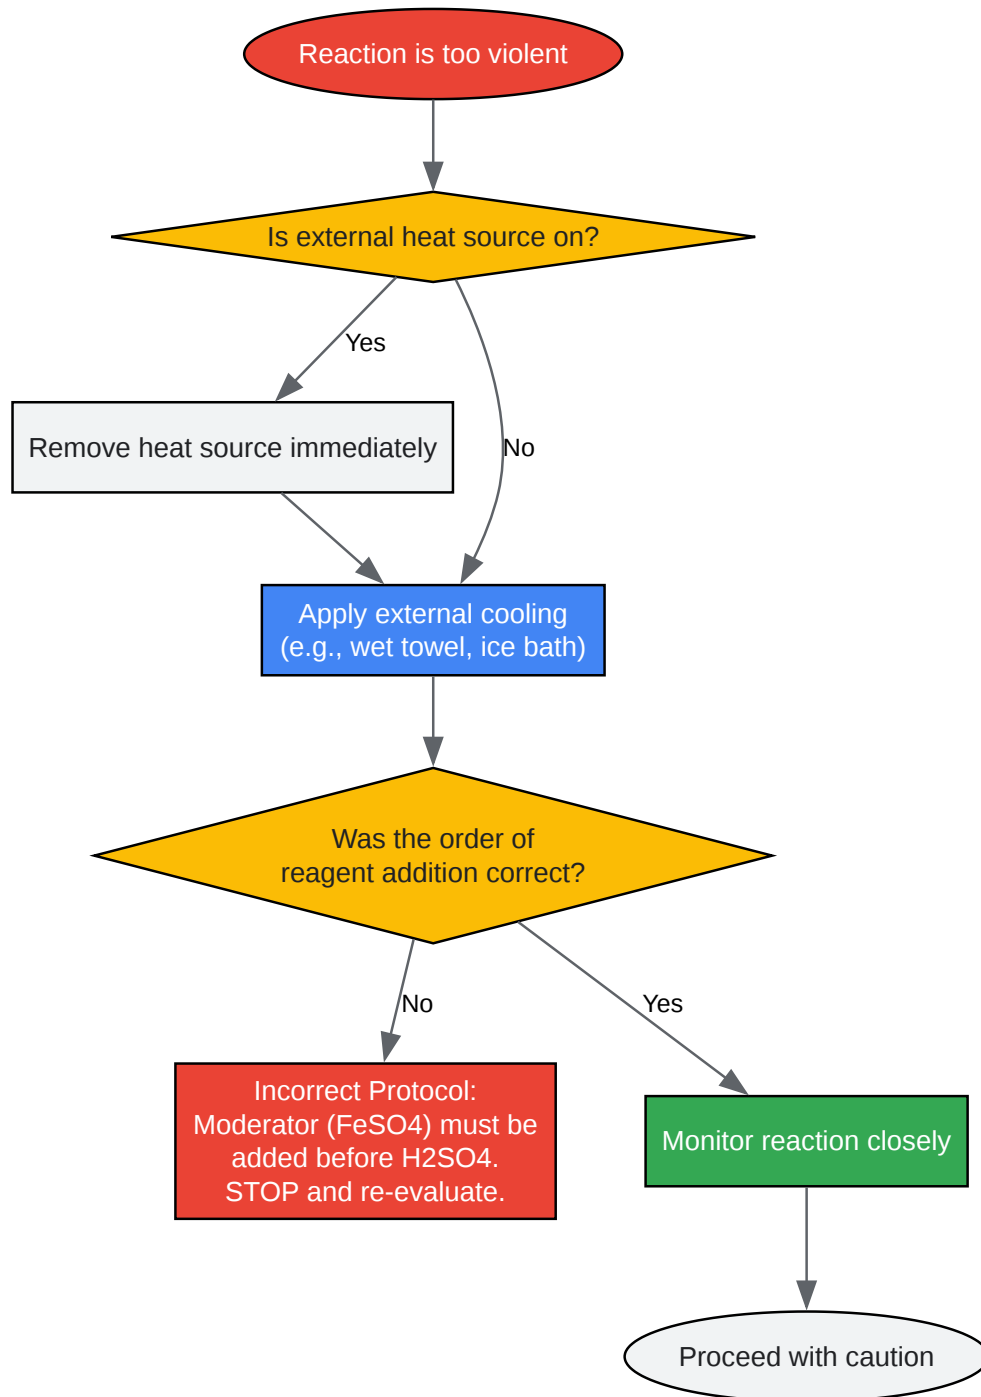 Reaction is too violent
Is external heat source on?
Yes
Remove heat source immediately
No
Apply external cooling
(e.g., wet towel, ice bath)
Was the order of
reagent addition correct?
No
Yes
Incorrect Protocol:
Moderator (FeSO4) must be
added before H2SO4.
STOP and re-evaluate.
Monitor reaction closely
Proceed with caution